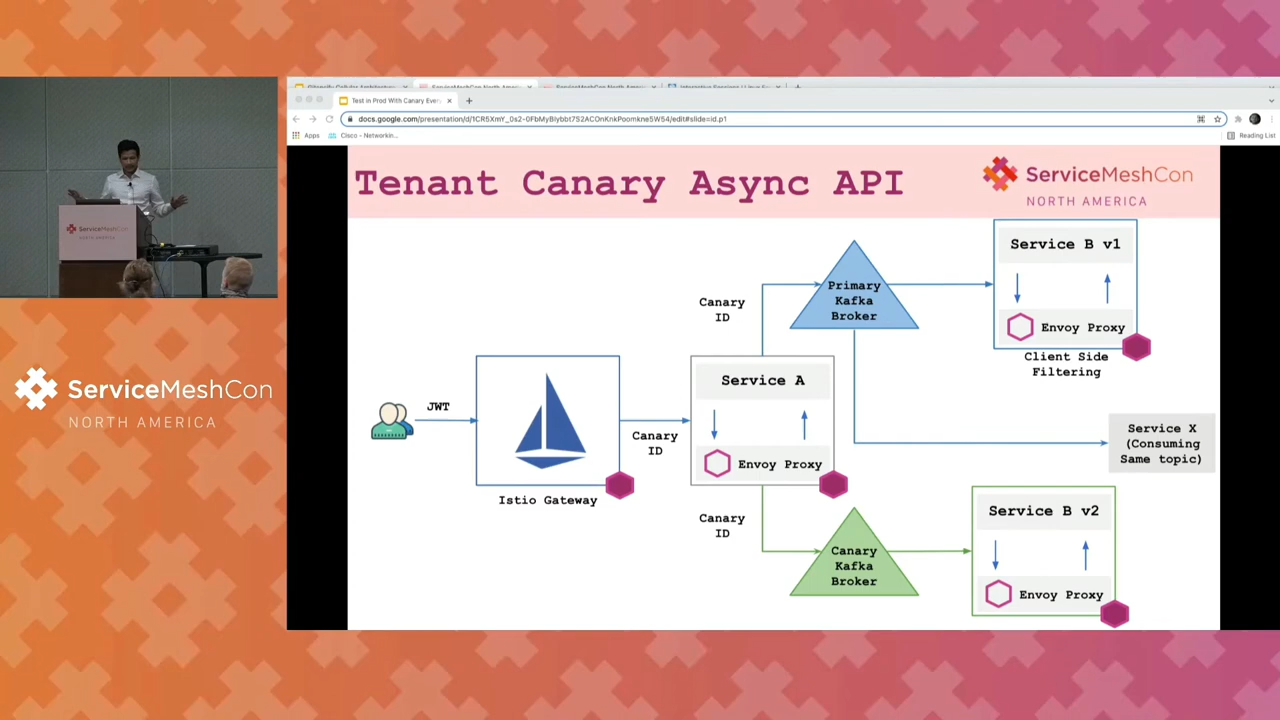 Test in Prod With Canary Every
docs.google.com/presentation/d/1CR5XmY_0s2-0FbMyBlybbt7S2ACOnKnkPoomkne5W54/edit#slide=id.p1
Apps
Cisco - Networkin...
Reading List
Tenant Canary Async API
ServiceMeshCon
NORTH AMERICA
Service B v1
Primary
Kafka
Broker
Canary
ID
Envoy Proxy
Client Side
Filtering
Service A
JWT
Canary
ID
Service X
(Consuming
Same topic)
Envoy Proxy
Istio Gateway
Canary
ID
Service B v2
Canary
Kafka
Broker
Envoy Proxy
ServiceMeshCon
NORTH AMERICA
ServiceMeshCon
NORTH AMERICA